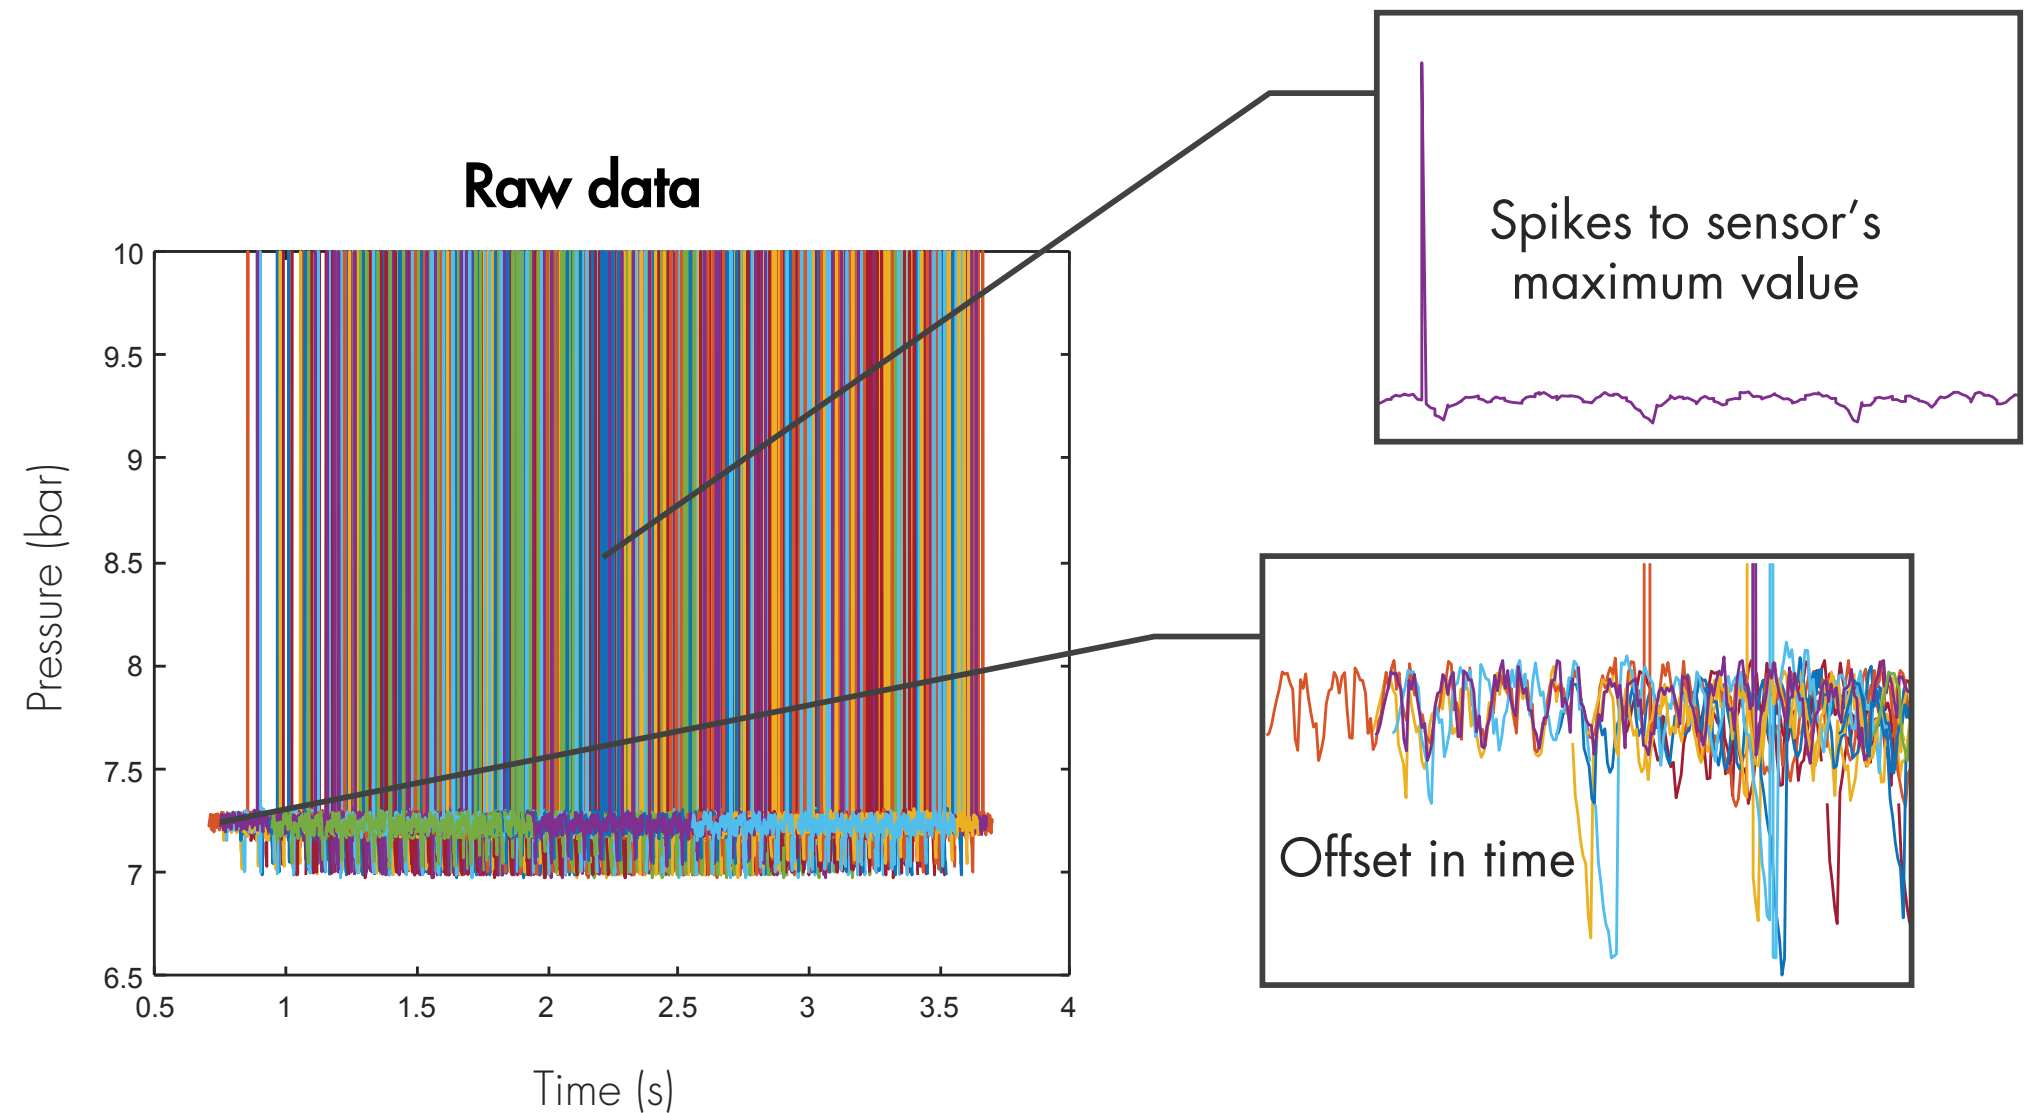 Raw data
10
9.5
9
8.5
8
7.5
7
6.5
Pressure (bar)
0.5 1 1.5 2 2.5 3 3.5 4
Time (s)
Spikes to sensor's
maximum value
Offset in time